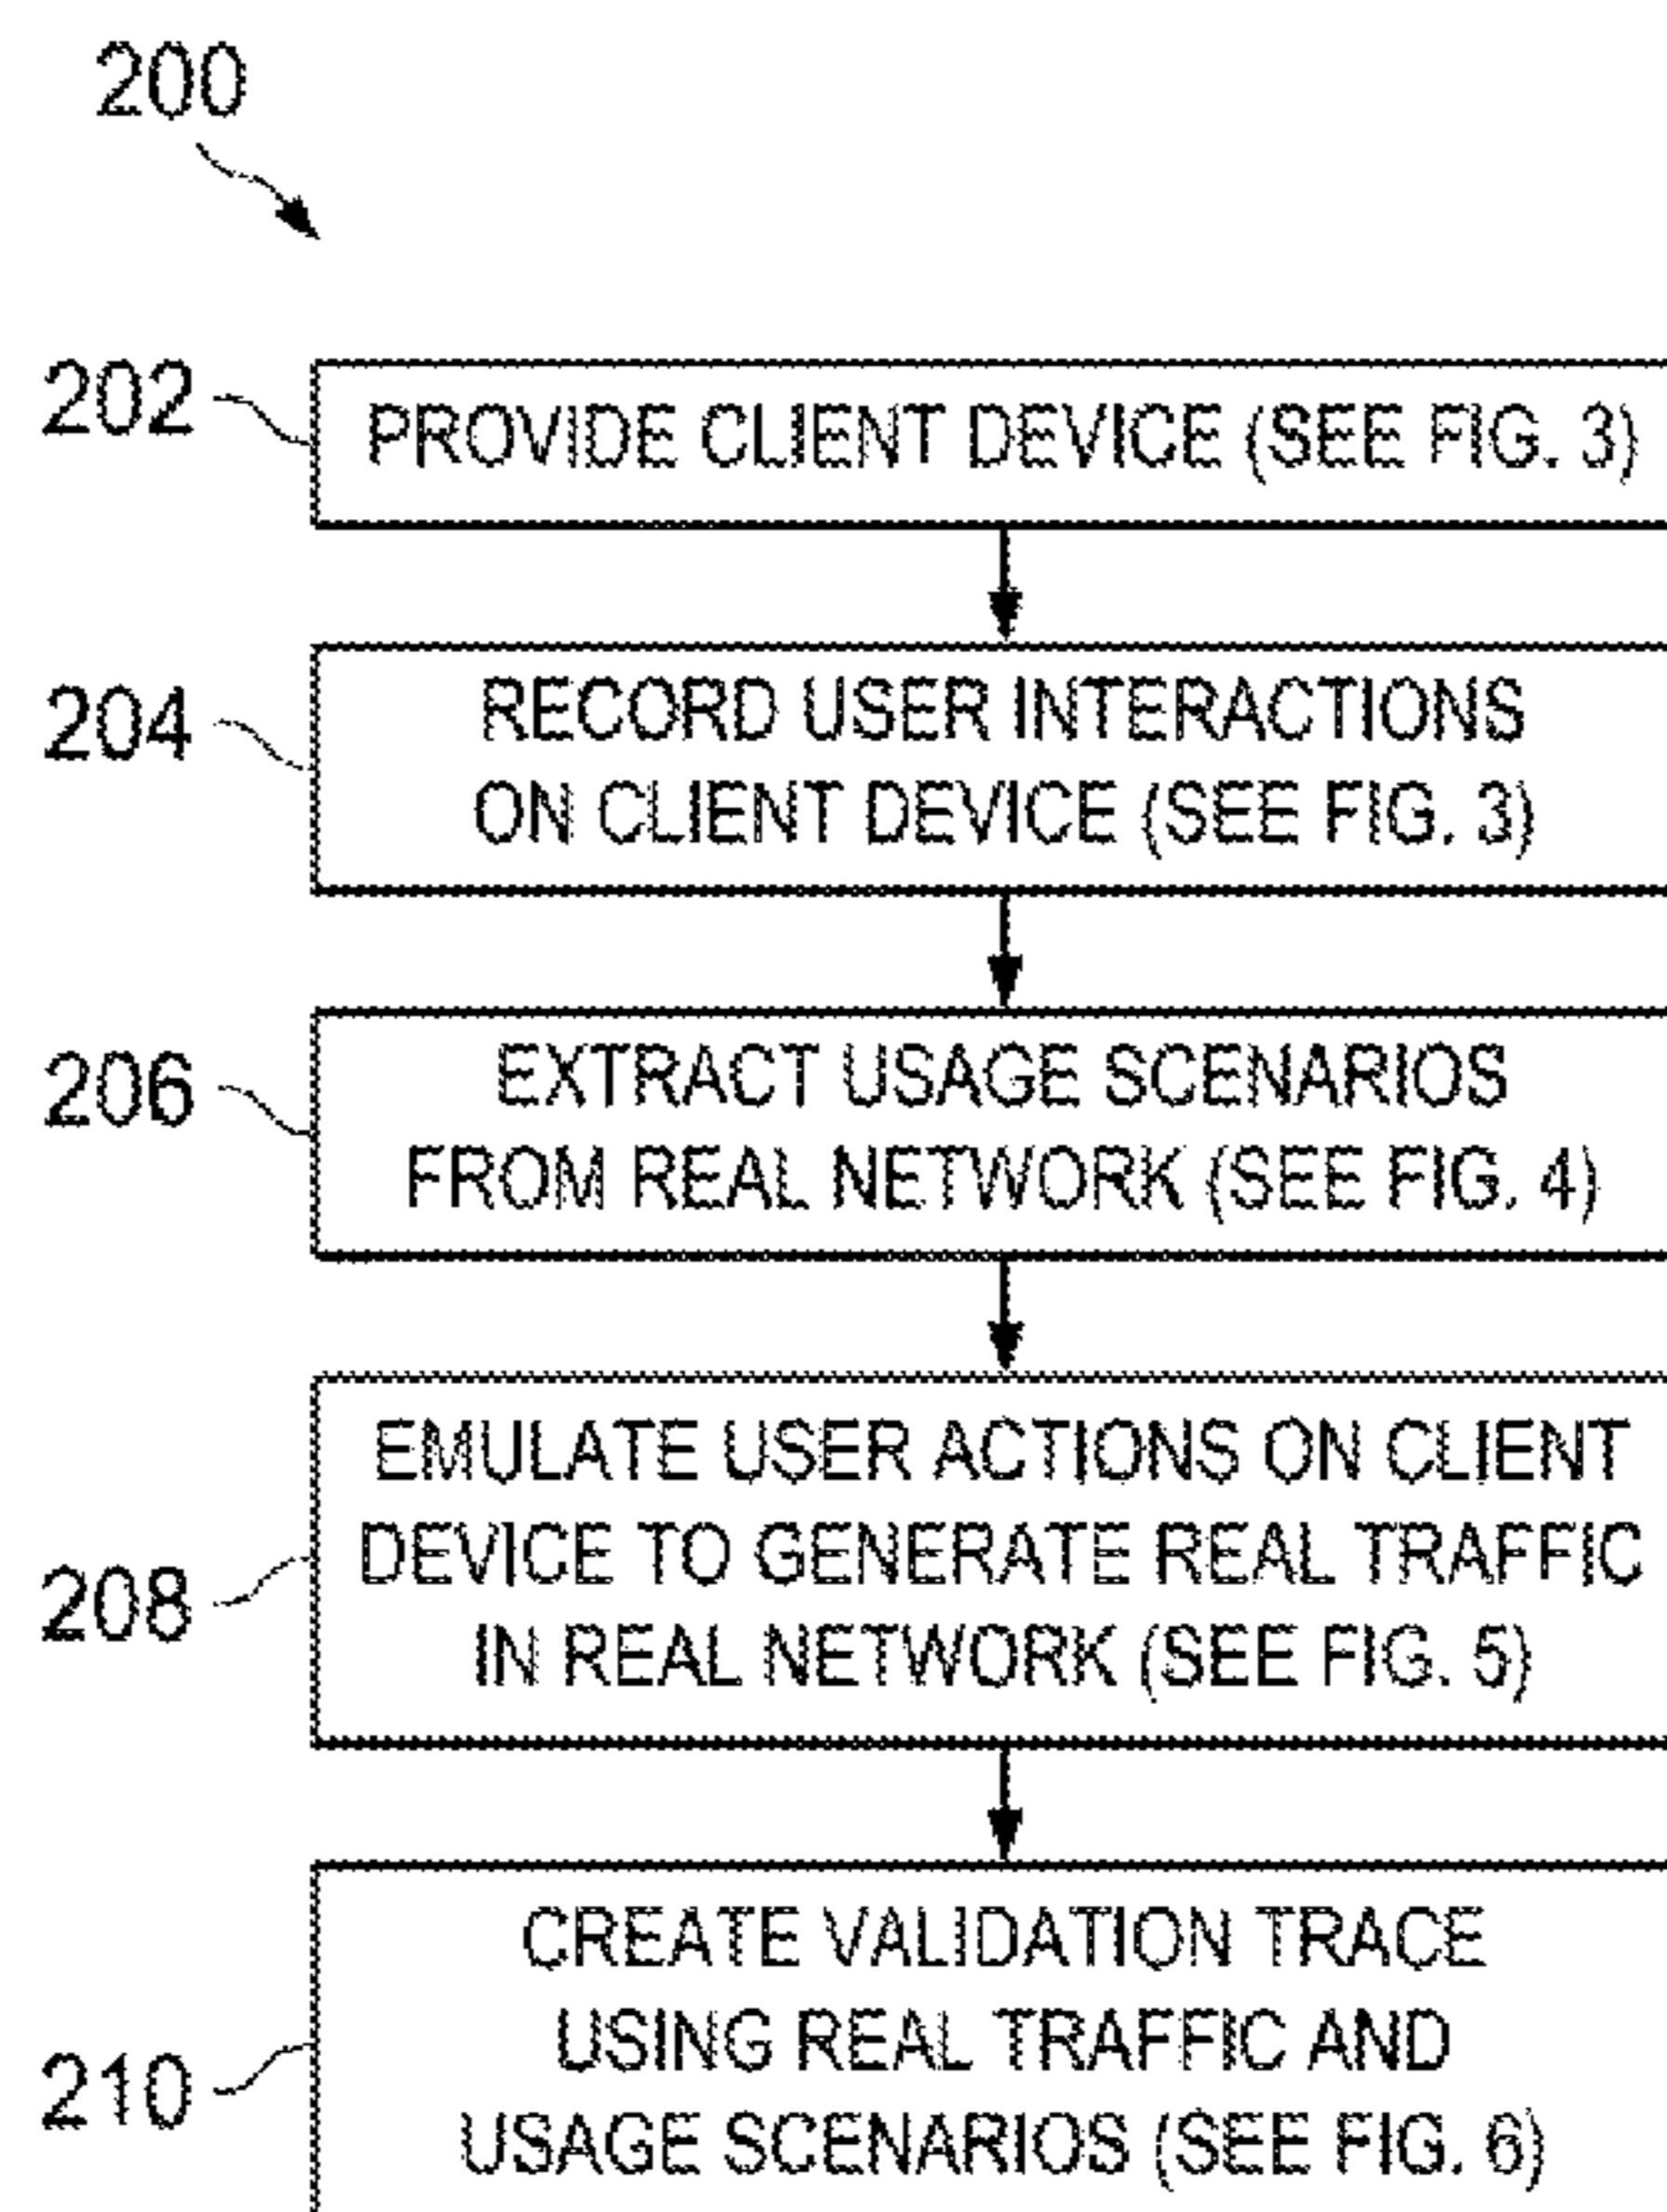 200
202
PROVIDE CLIENT DEVICE (SEE FIG. 3)
204
RECORD USER INTERACTIONS
ON CLIENT DEVICE (SEE FIG. 3)
206
EXTRACT USAGE SCENARIOS
FROM REAL NETWORK (SEE FIG. 4)
208
EMULATE USER ACTIONS ON CLIENT
DEVICE TO GENERATE REAL TRAFFIC
IN REAL NETWORK (SEE FIG. 5)
210
CREATE VALIDATION TRACE
USING REAL TRAFFIC AND
USAGE SCENARIOS (SEE FIG. 6)